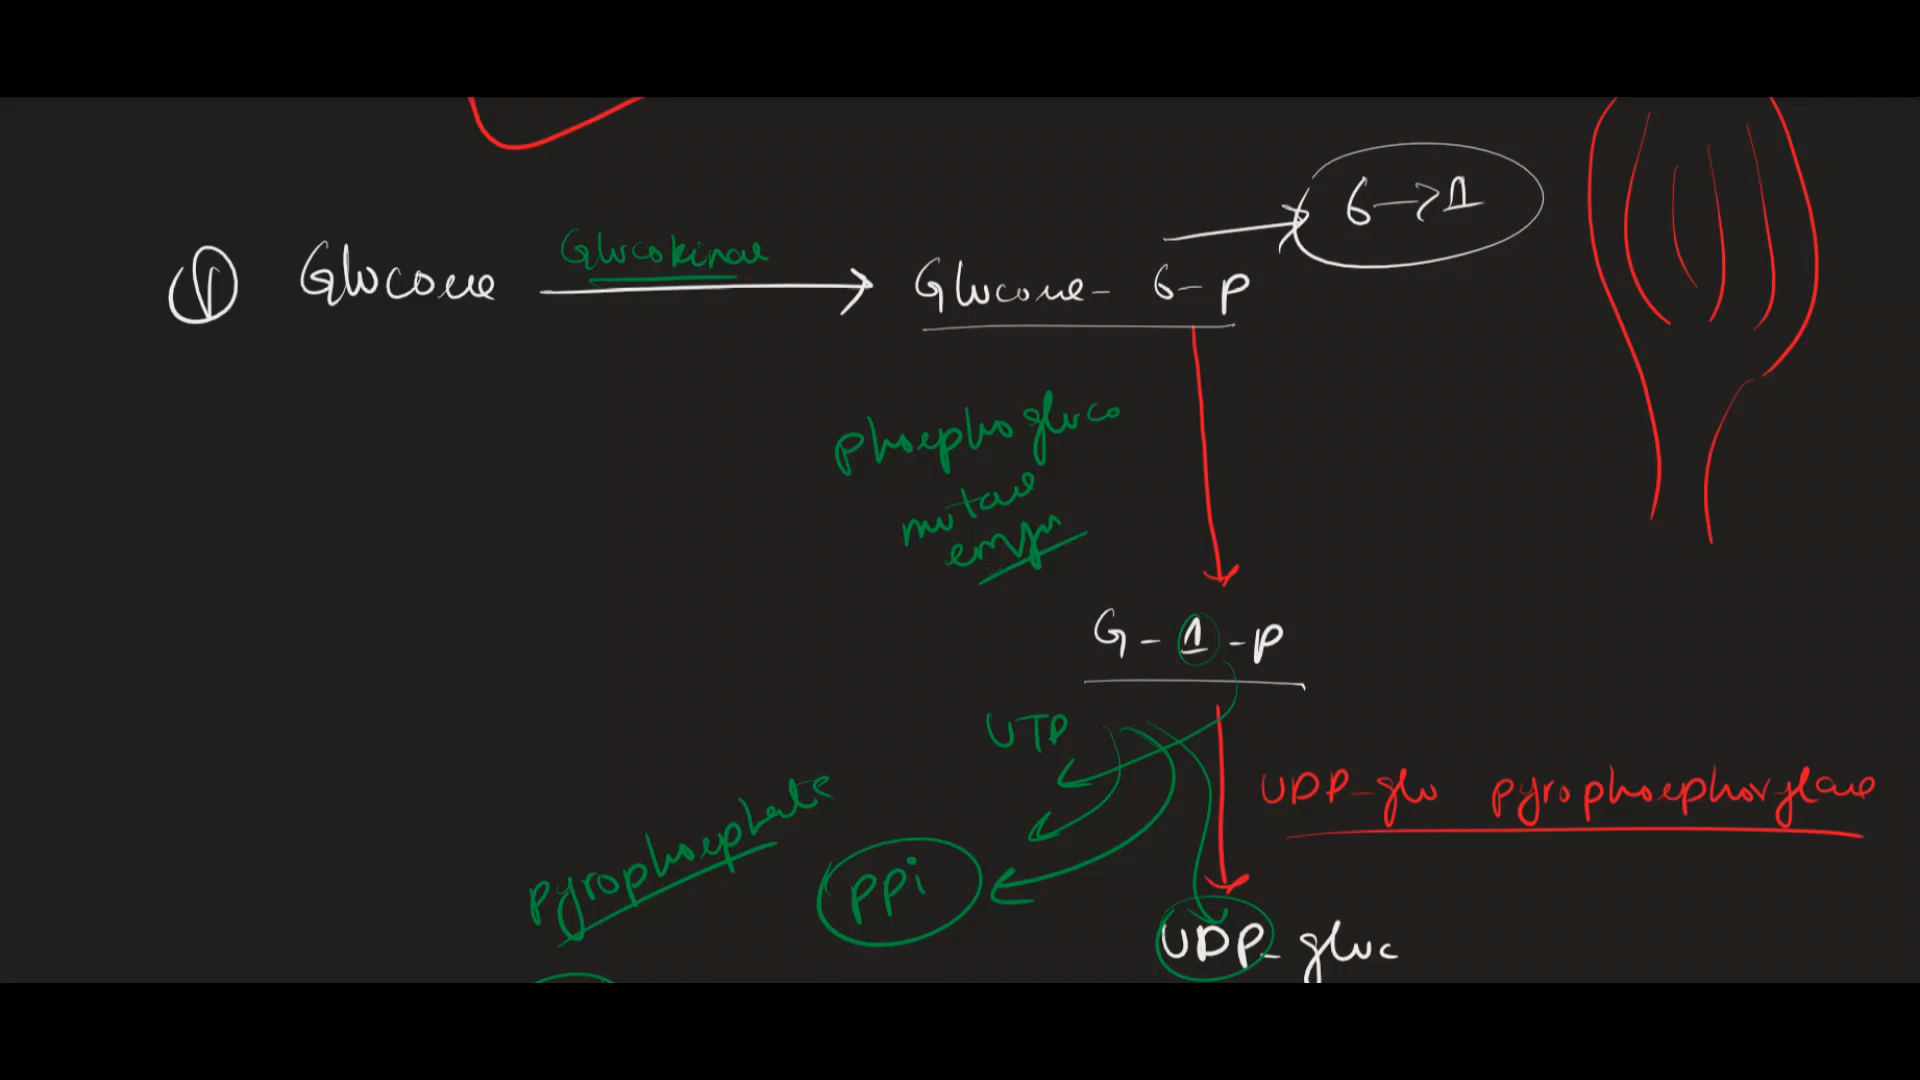 6->1
① Glucose Glucokinase Glucose- 6-p
phospho gluco
mutase
enzy
G - 1 - P
UTP
UDP-glu pyrophosphorylase
pyrophosphate
PPi
UDP-gluc